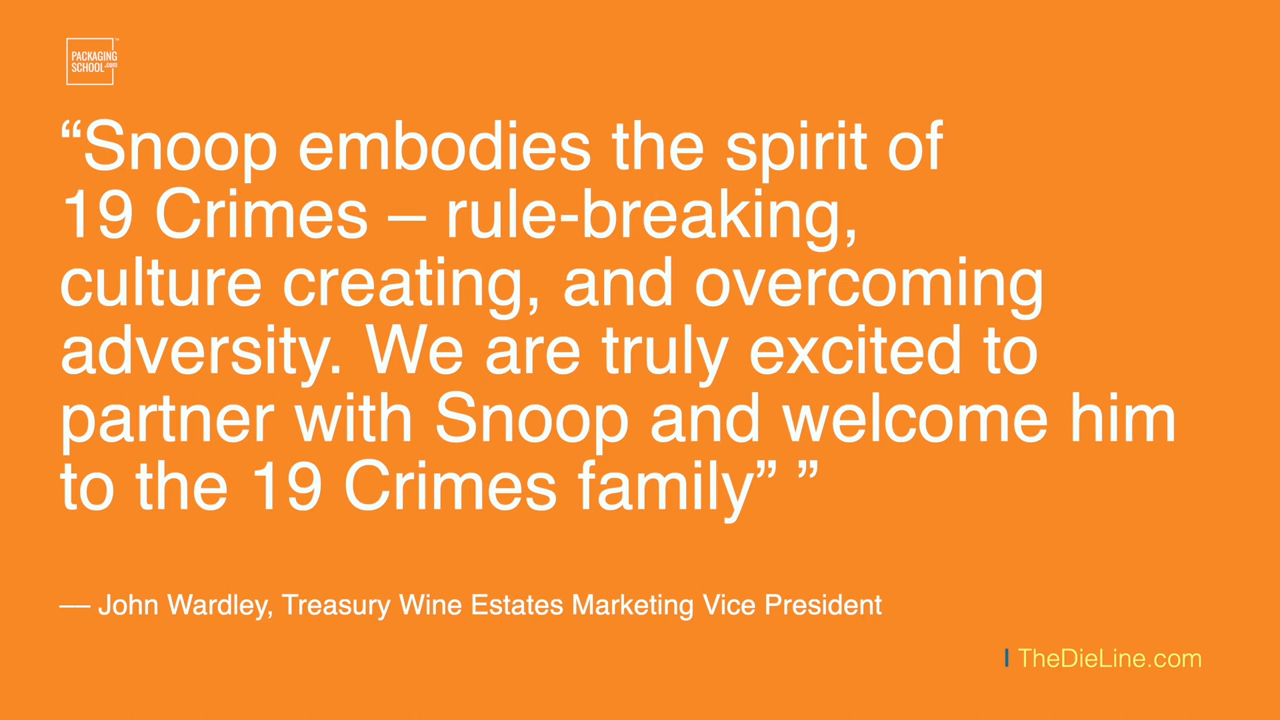 PACKAGING
SCHOOL.com
“Snoop embodies the spirit of
19 Crimes – rule-breaking,
culture creating, and overcoming
adversity. We are truly excited to
partner with Snoop and welcome him
to the 19 Crimes family” ”
— John Wardley, Treasury Wine Estates Marketing Vice President
| TheDieLine.com